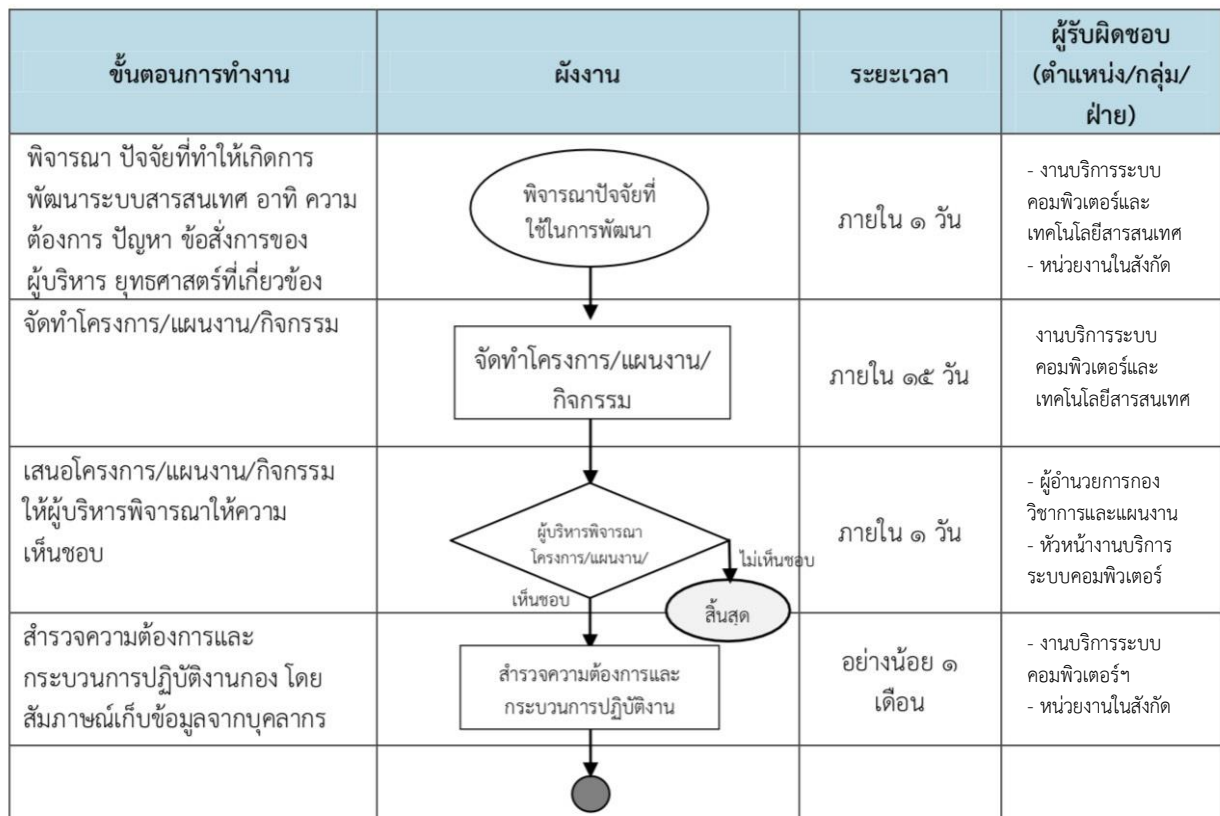 ขั้นตอนการทำงาน
ผังงาน
ระยะเวลา
ผู้รับผิดชอบ
(ตำแหน่ง/กลุ่ม/
ฝ่าย)
พิจารณา ปัจจัยที่ทำให้เกิดการ
พัฒนาระบบสารสนเทศ อาทิ ความ
ต้องการ ปัญหา ข้อสั่งการของ
ผู้บริหาร ยุทธศาสตร์ที่เกี่ยวข้อง
พิจารณาปัจจัยที่
ใช้ในการพัฒนา
ภายใน ๑ วัน
- งานบริการระบบ
คอมพิวเตอร์และ
เทคโนโลยีสารสนเทศ
- หน่วยงานในสังกัด
จัดทำโครงการ/แผนงาน/กิจกรรม
จัดทำโครงการ/แผนงาน/
กิจกรรม
ภายใน ๑๕ วัน
งานบริการระบบ
คอมพิวเตอร์และ
เทคโนโลยีสารสนเทศ
เสนอโครงการ/แผนงาน/กิจกรรม
ให้ผู้บริหารพิจารณาให้ความ
เห็นชอบ
ผู้บริหารพิจารณา
โครงการ/แผนงาน/
ไม่เห็นชอบ
เห็นชอบ
สิ้นสุด
ภายใน ๑ วัน
- ผู้อำนวยการกอง
วิชาการและแผนงาน
- หัวหน้างานบริการ
ระบบคอมพิวเตอร์
สำรวจความต้องการและ
กระบวนการปฏิบัติงานกอง โดย
สัมภาษณ์เก็บข้อมูลจากบุคลากร
สำรวจความต้องการและ
กระบวนการปฏิบัติงาน
อย่างน้อย ๑
เดือน
- งานบริการระบบ
คอมพิวเตอร์ฯ
- หน่วยงานในสังกัด